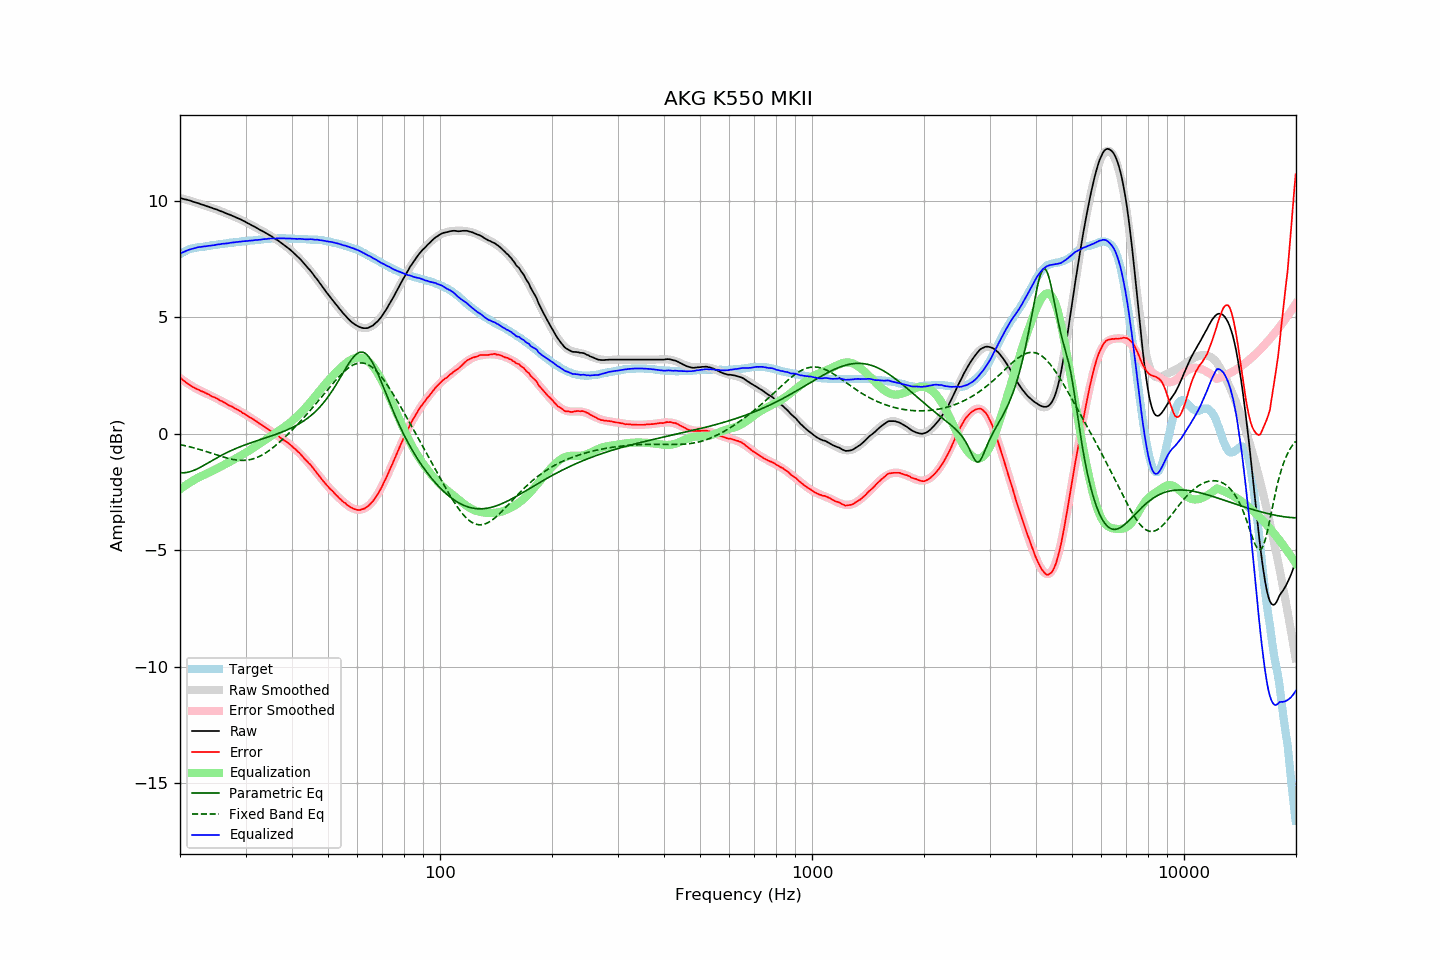 AKG K550 MKII
10
5
0
−5
−10
−15
Amplitude (dBr)
Target
Raw Smoothed
Error Smoothed
Raw
Error
Equalization
Parametric Eq
Fixed Band Eq
Equalized
100
1000
10000
Frequency (Hz)